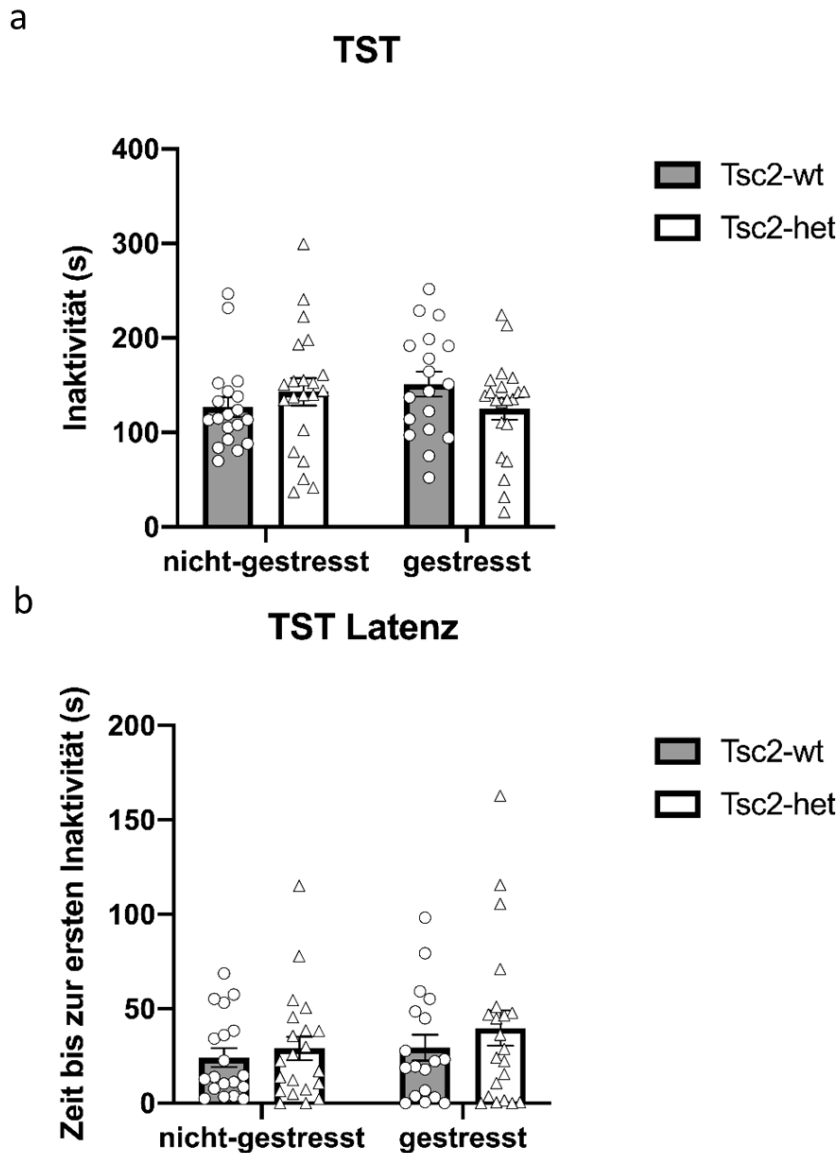 a
TST
400
300
200
100
0
Inaktivität (s)
nicht-gestresst gestresst
Tsc2-wt
Tsc2-het
b
TST Latenz
200
150
100
50
0
Zeit bis zur ersten Inaktivität (s)
nicht-gestresst gestresst
Tsc2-wt
Tsc2-het